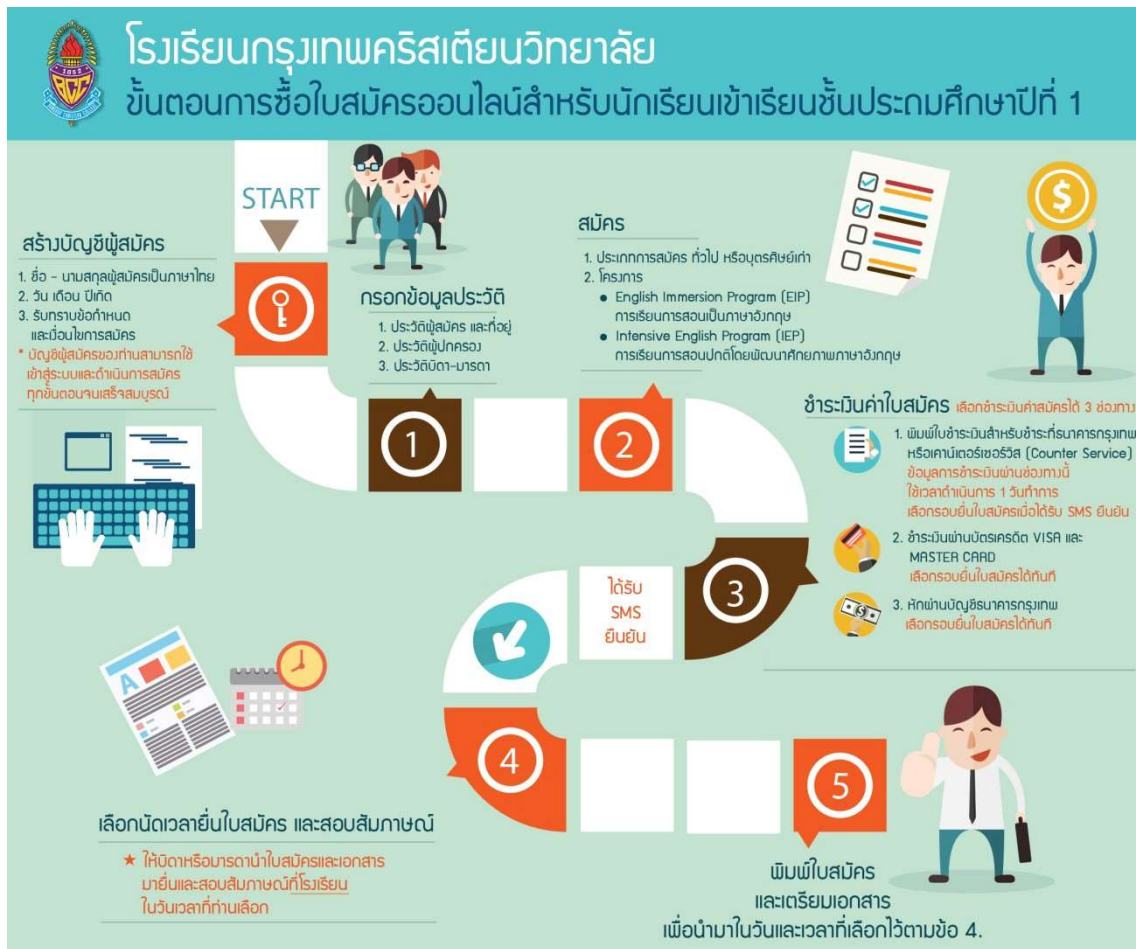 โรงเรียนกรุงเทพคริสเตียนวิทยาลัย
ขั้นตอนการซื้อใบสมัครออนไลน์สำหรับนักเรียนเข้าเรียนชั้นประถมศึกษาปีที่ 1
1852
BCC
START
สร้างบัญชีผู้สมัคร
1. ชื่อ - นามสกุลผู้สมัครเป็นภาษาไทย
2. วัน เดือน ปีเกิด
3. รับทราบข้อกำหนด
และเงื่อนไขการสมัคร
* บัญชีผู้สมัครของท่านสามารถใช้
เข้าสู่ระบบและดำเนินการสมัคร
ทุกขั้นตอนจนเสร็จสมบูรณ์
กรอกข้อมูลประวัติ
1. ประวัติผู้สมัคร และที่อยู่
2. ประวัติผู้ปกครอง
3. ประวัติบิดา-มารดา
1
สมัคร
1. ประเภทการสมัคร ทั่วไป หรือบุตรศิษย์เก่า
2. โครงการ
• English Immersion Program (EIP)
การเรียนการสอนเป็นภาษาอังกฤษ
• Intensive English Program (IEP)
การเรียนการสอนปกติโดยพัฒนาศักยภาพภาษาอังกฤษ
2
ชำระเงินค่าใบสมัคร เลือกชำระเงินค่าสมัครได้ 3 ช่องทาง
1. พิมพ์ใบชำระเงินสำหรับชำระที่ธนาคารกรุงเทพ
หรือเคาน์เตอร์เซอร์วิส (Counter Service)
ข้อมูลการชำระเงินผ่านช่องทางนี้
ใช้เวลาดำเนินการ 1 วันทำการ
เลือกรอบยื่นใบสมัครเมื่อได้รับ SMS ยืนยัน
2. ชำระเงินผ่านบัตรเครดิต VISA และ
MASTER CARD
เลือกรอบยื่นใบสมัครได้ทันที
3. หักผ่านบัญชีธนาคารกรุงเทพ
เลือกรอบยื่นใบสมัครได้ทันที
3
ได้รับ
SMS
ยืนยัน
A
4
เลือกนัดเวลายื่นใบสมัคร และสอบสัมภาษณ์
★ ให้บิดาหรือมารดานำใบสมัครและเอกสาร
มายื่นและสอบสัมภาษณ์ที่โรงเรียน
ในวันเวลาที่ท่านเลือก
5
พิมพ์ใบสมัคร
และเตรียมเอกสาร
เพื่อนำมาในวันและเวลาที่เลือกไว้ตามข้อ 4.